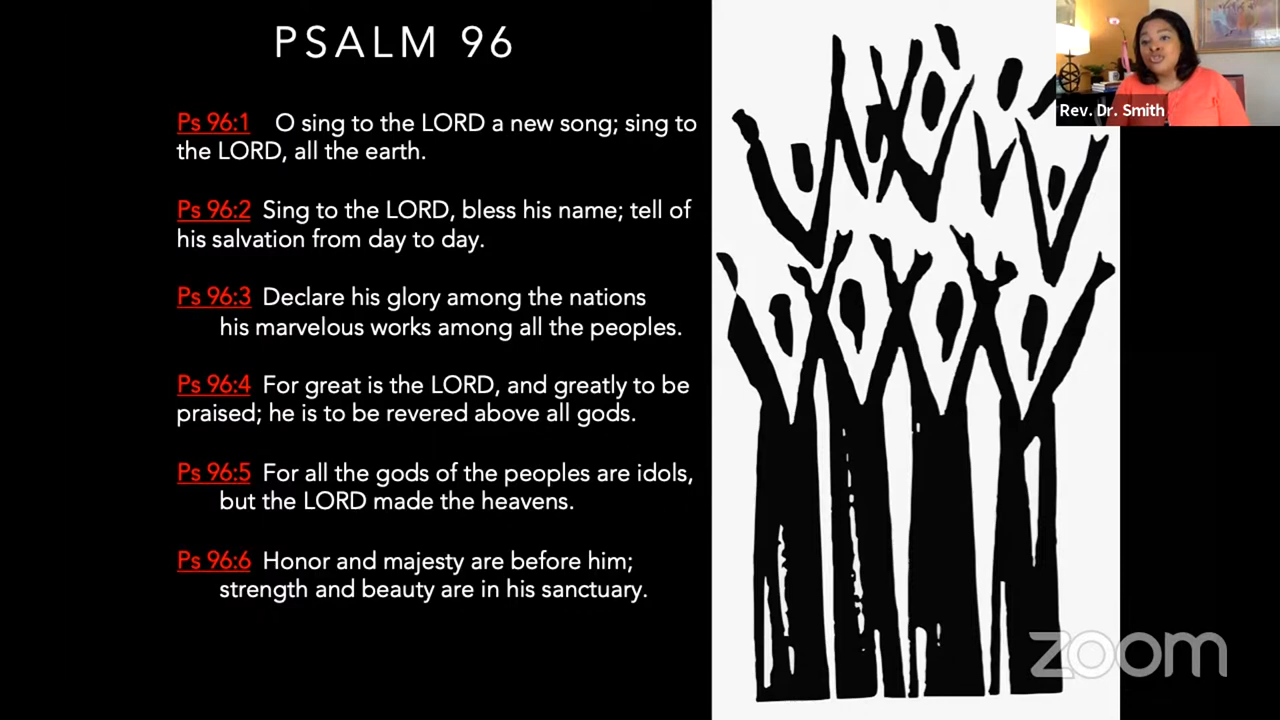 PSALM 96
Rev. Dr. Smith
Ps 96:1 O sing to the LORD a new song; sing to
the LORD, all the earth.
Ps 96:2 Sing to the LORD, bless his name; tell of
his salvation from day to day.
Ps 96:3 Declare his glory among the nations
his marvelous works among all the peoples.
Ps 96:4 For great is the LORD, and greatly to be
praised; he is to be revered above all gods.
Ps 96:5 For all the gods of the peoples are idols,
but the LORD made the heavens.
Ps 96:6 Honor and majesty are before him;
strength and beauty are in his sanctuary.
zoom